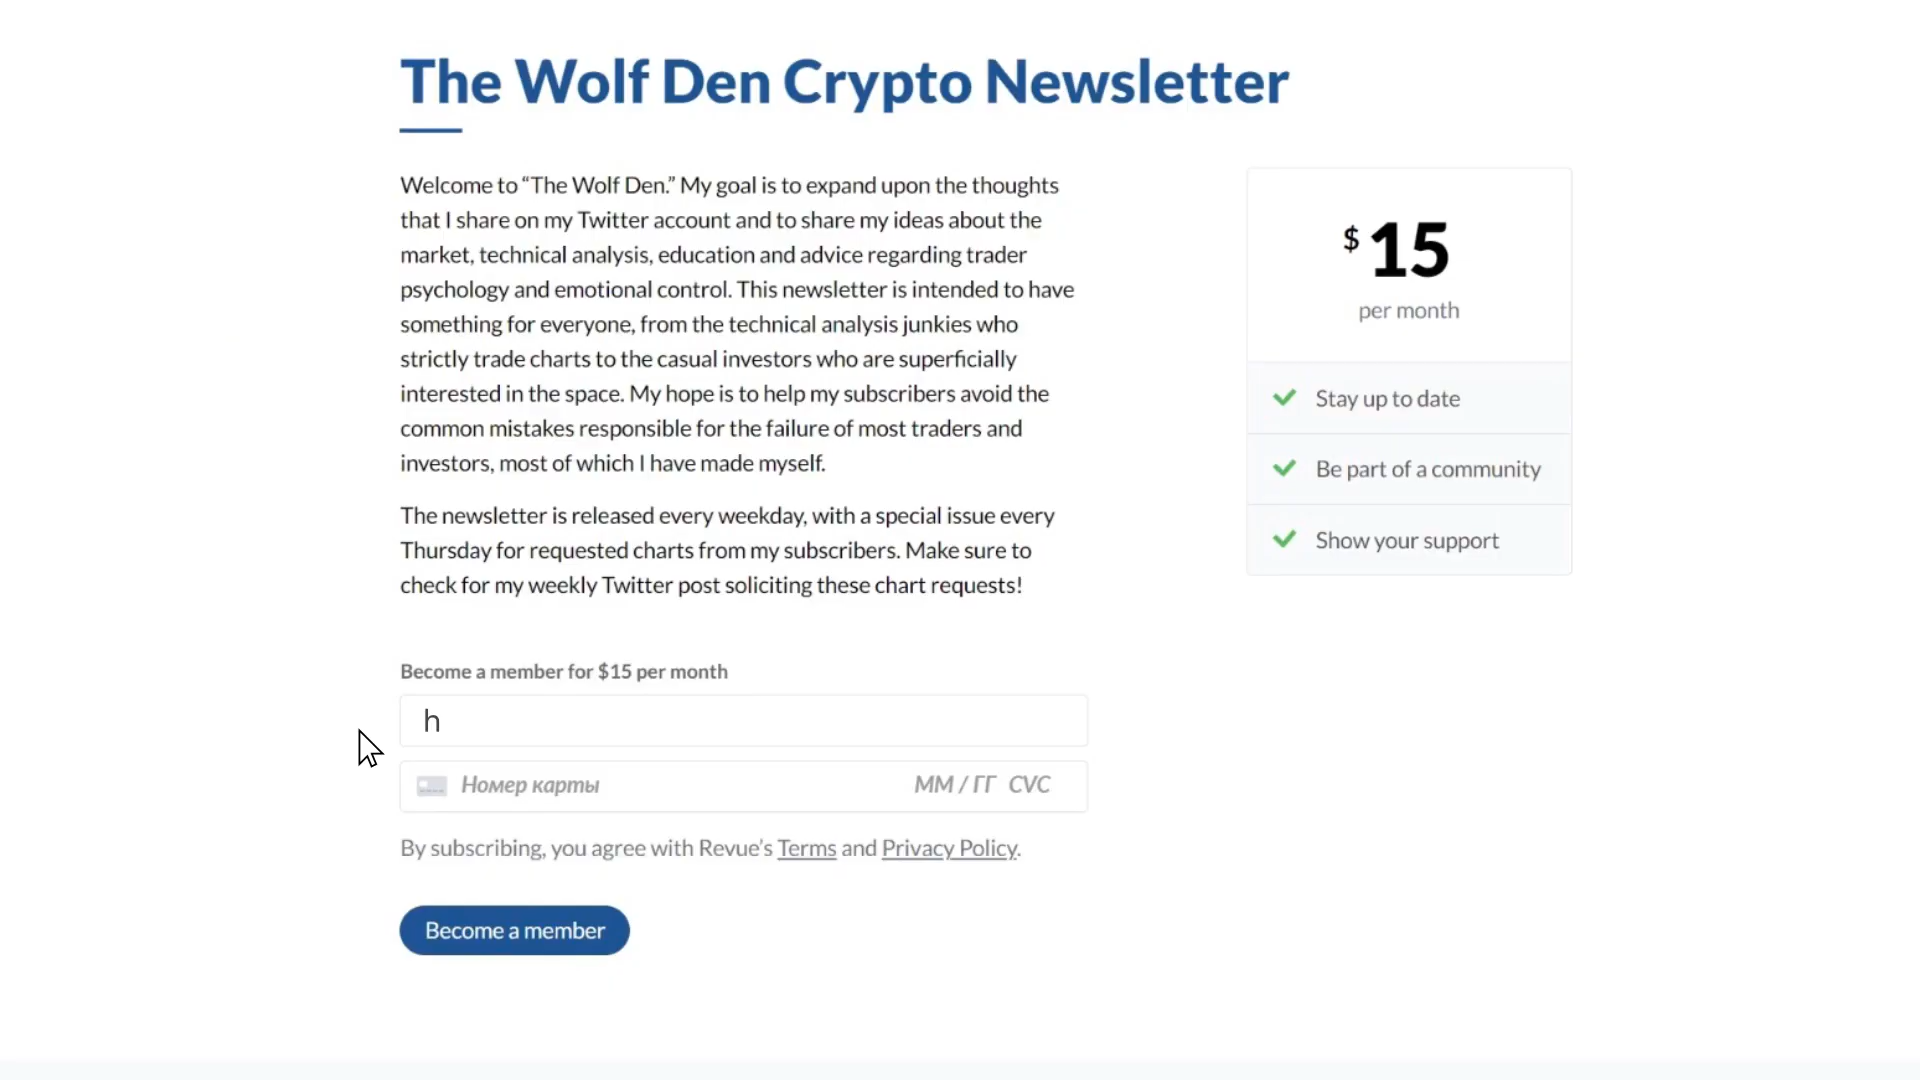 The Wolf Den Crypto Newsletter
Welcome to “The Wolf Den.” My goal is to expand upon the thoughts
that I share on my Twitter account and to share my ideas about the
market, technical analysis, education and advice regarding trader
psychology and emotional control. This newsletter is intended to have
something for everyone, from the technical analysis junkies who
strictly trade charts to the casual investors who are superficially
interested in the space. My hope is to help my subscribers avoid the
common mistakes responsible for the failure of most traders and
investors, most of which I have made myself.
The newsletter is released every weekday, with a special issue every
Thursday for requested charts from my subscribers. Make sure to
check for my weekly Twitter post soliciting these chart requests!
$15
per month
Stay up to date
Be part of a community
Show your support
Become a member for $15 per month
h
Номер карты ММ / ГГ CVC
By subscribing, you agree with Revue’s Terms and Privacy Policy.
Become a member